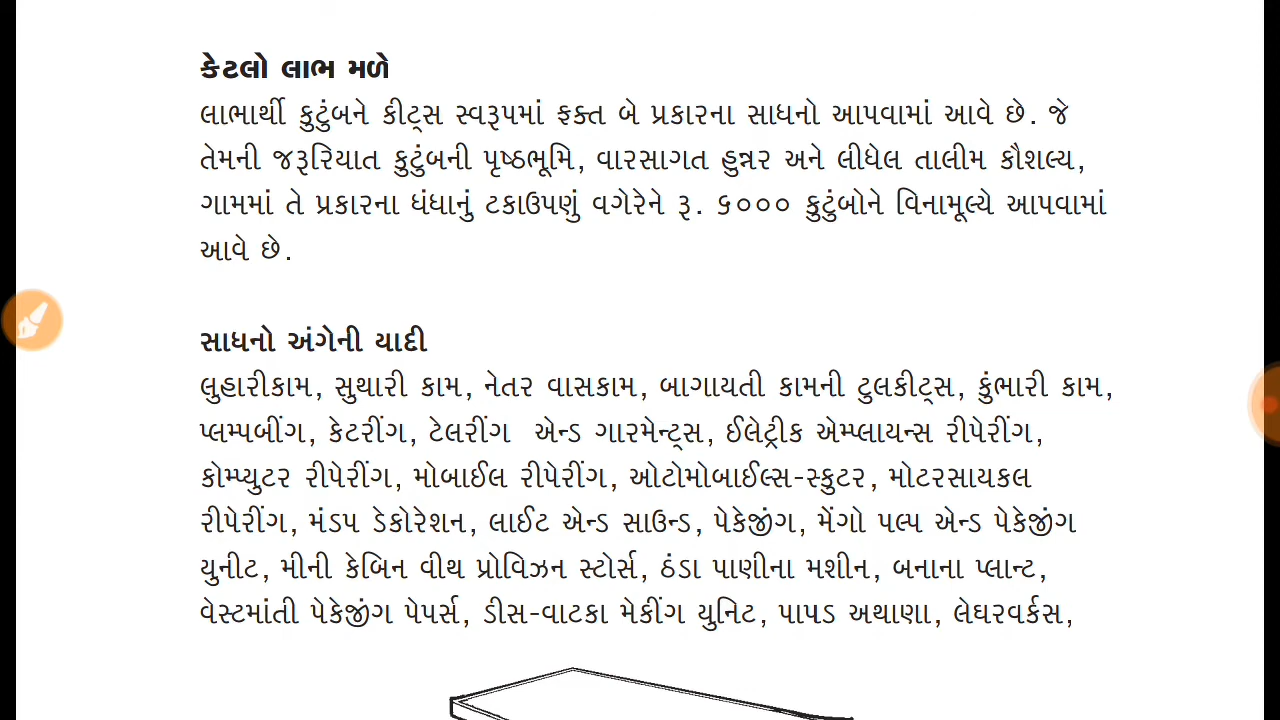 કેટલો લાભ મળે
લાભાર્થી કુટુંબને કીટ્સ સ્વરૂપમાં ફક્ત બે પ્રકારના સાધનો આપવામાં આવે છે. જે
તેમની જરૂરિયાત કુટુંબની પૃષ્ઠભૂમિ, વારસાગત હુન્નર અને લીધેલ તાલીમ કૌશલ્ય,
ગામમાં તે પ્રકારના ધંધાનું ટકાઉપણું વગેરેને રૂ. ૬૦૦૦ કુટુંબોને વિનામૂલ્યે આપવામાં
આવે છે.
સાધનો અંગેની યાદી
લુહારીકામ, સુથારી કામ, નેતર વાસકામ, બાગાયતી કામની ટુલકીટ્સ, કુંભારી કામ,
પ્લમ્પબીંગ, કેટરીંગ, ટેલરીંગ એન્ડ ગારમેન્ટ્સ, ઈલેટ્રીક એમ્પ્લાયન્સ રીપેરીંગ,
કોમ્પ્યુટર રીપેરીંગ, મોબાઈલ રીપેરીંગ, ઓટોમોબાઈલ્સ-સ્કુટર, મોટરસાયકલ
રીપેરીંગ, મંડપ ડેકોરેશન, લાઈટ એન્ડ સાઉન્ડ, પેકેજીંગ, મેંગો પલ્પ એન્ડ પેકેજીંગ
યુનીટ, મીની કેબિન વીથ પ્રોવિઝન સ્ટોર્સ, ઠંડા પાણીના મશીન, બનાના પ્લાન્ટ,
વેસ્ટમાંતી પેકેજીંગ પેપર્સ, ડીસ-વાટકા મેકીંગ યુનિટ, પાપડ અથાણા, લેઘરવર્કસ,